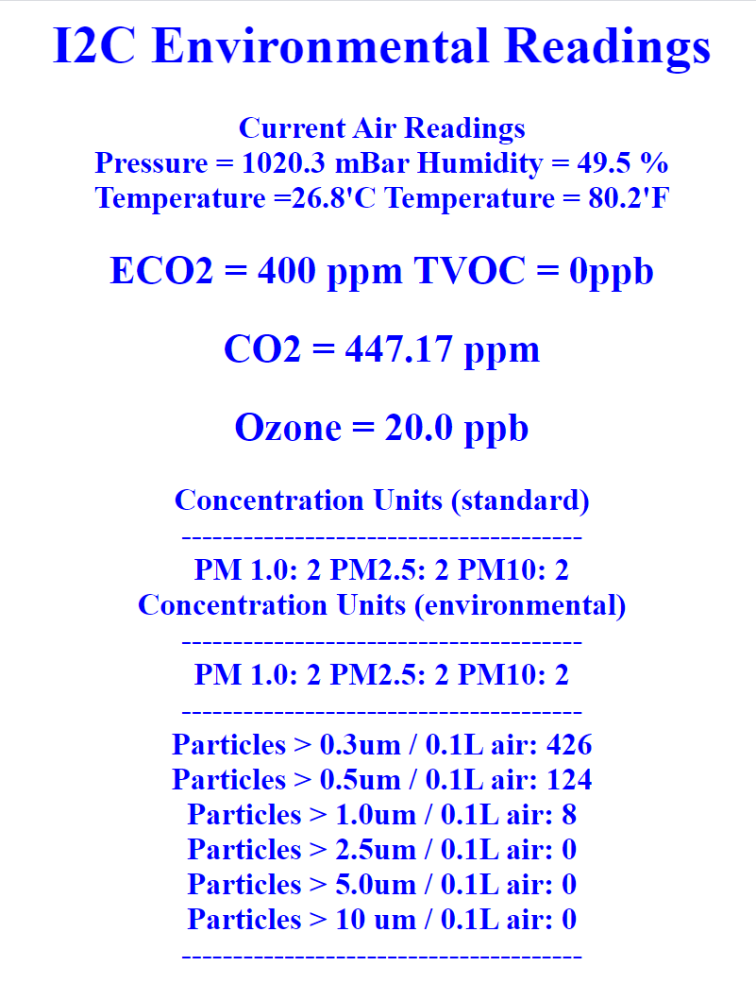 I2C Environmental Readings
Current Air Readings
Pressure = 1020.3 mBar Humidity = 49.5 %
Temperature =26.8'C Temperature = 80.2'F
ECO2 = 400 ppm TVOC = 0ppb
CO2 = 447.17 ppm
Ozone = 20.0 ppb
Concentration Units (standard)
---------------------------------------
PM 1.0: 2 PM2.5: 2 PM10: 2
Concentration Units (environmental)
---------------------------------------
PM 1.0: 2 PM2.5: 2 PM10: 2
---------------------------------------
Particles > 0.3um / 0.1L air: 426
Particles > 0.5um / 0.1L air: 124
Particles > 1.0um / 0.1L air: 8
Particles > 2.5um / 0.1L air: 0
Particles > 5.0um / 0.1L air: 0
Particles > 10 um / 0.1L air: 0
---------------------------------------